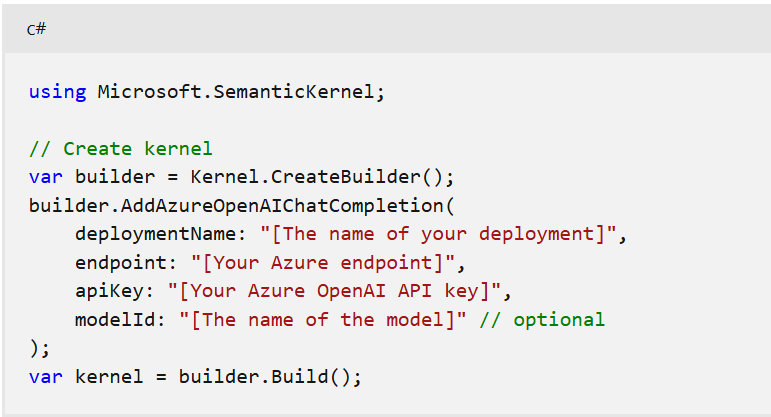 c#
using Microsoft.SemanticKernel;
// Create kernel
var builder = Kernel.CreateBuilder();
builder.AddAzureOpenAIChatCompletion(
    deploymentName: "[The name of your deployment]",
    endpoint: "[Your Azure endpoint]",
    apiKey: "[Your Azure OpenAI API key]",
    modelId: "[The name of the model]" // optional
);
var kernel = builder.Build();